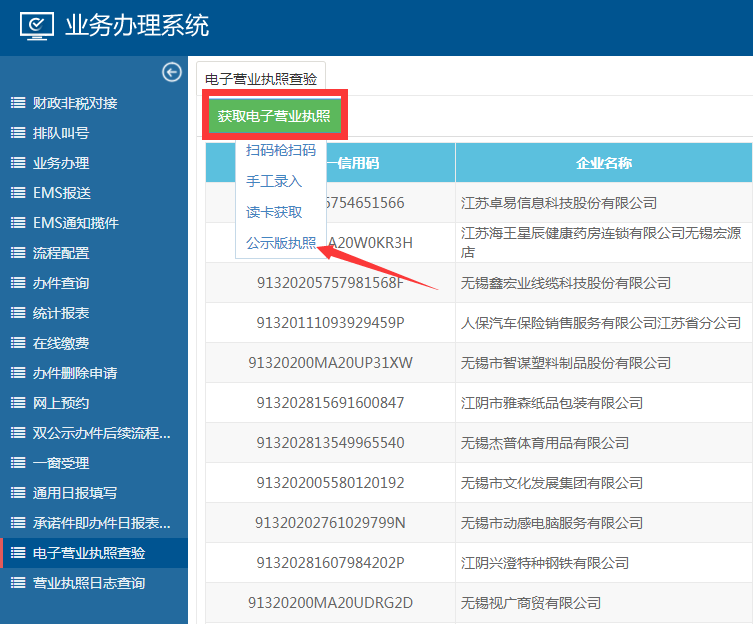 业务办理系统
财政非税对接
排队叫号
业务办理
EMS报送
EMS通知揽件
流程配置
办件查询
统计报表
在线缴费
办件删除申请
网上预约
双公示办件后续流程...
一窗受理
通用日报填写
承诺件即办件日报表...
电子营业执照查验
营业执照日志查询
电子营业执照查验
获取电子营业执照
扫码枪扫码
手工录入
读卡获取
公示版执照
一信用码 企业名称
5754651566 江苏卓易信息科技股份有限公司
A20W0KR3H 江苏海王星辰健康药房连锁有限公司无锡宏源
店
91320205757981568F 无锡鑫宏业线缆科技股份有限公司
91320111093929459P 人保汽车保险销售服务有限公司江苏省分公司
91320200MA20UP31XW 无锡市智谋塑料制品股份有限公司
913202815691600847 江阴市雅森纸品包装有限公司
913202813549965540 无锡杰普体育用品有限公司
913202005580120192 无锡市文化发展集团有限公司
91320202761029799N 无锡市动感电脑服务有限公司
91320281607984202P 江阴兴澄特种钢铁有限公司
91320200MA20UDRG2D 无锡视广商贸有限公司